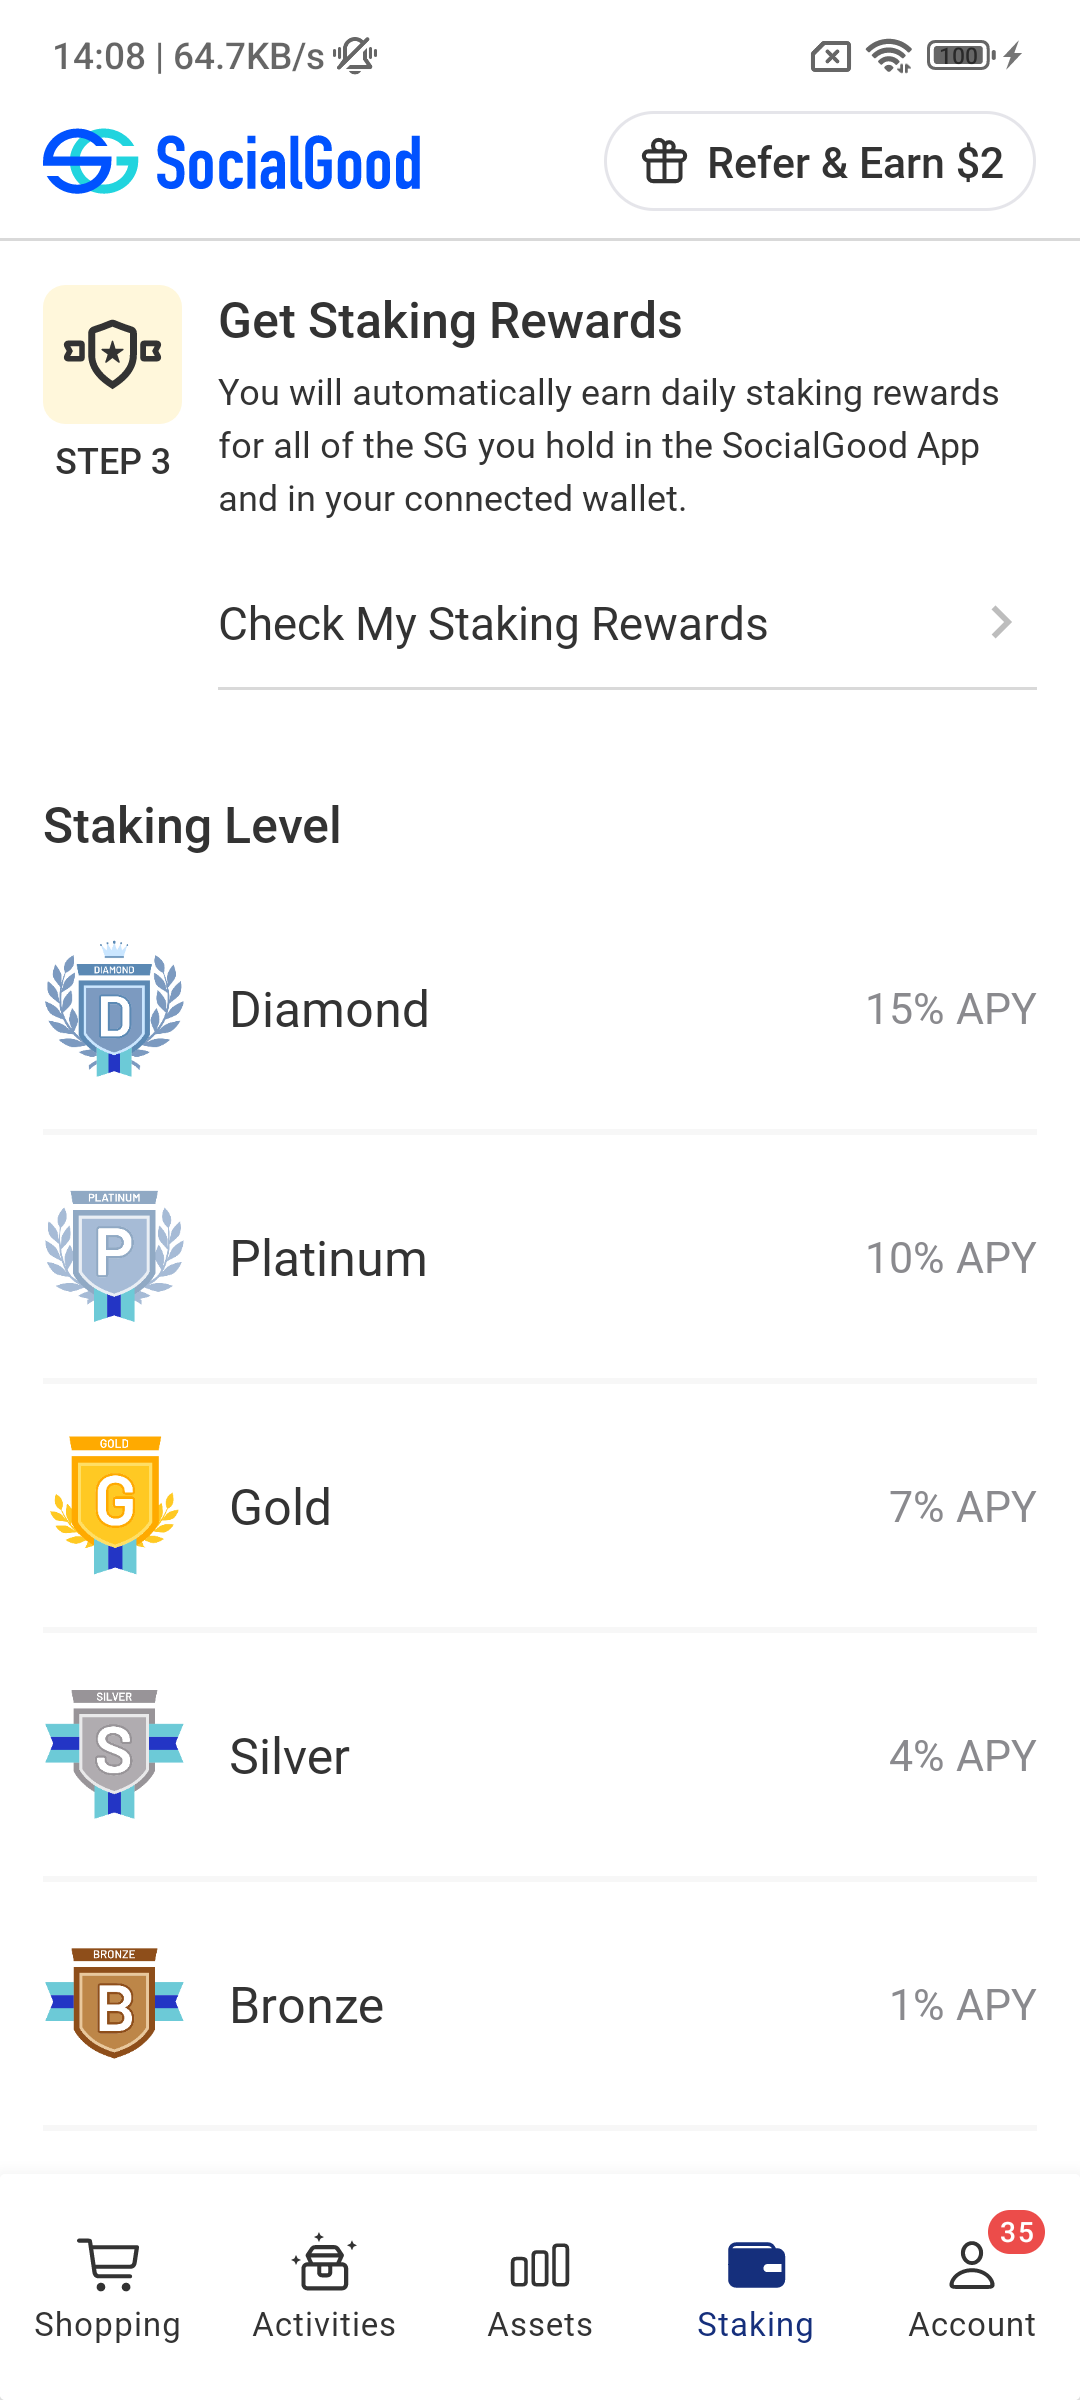 14:08 | 64.7KB/s
100
SocialGood
Refer & Earn $2
Get Staking Rewards
You will automatically earn daily staking rewards
for all of the SG you hold in the SocialGood App
and in your connected wallet.
STEP 3
Check My Staking Rewards
Staking Level
DIAMOND
D
Diamond
15% APY
PLATINUM
P
Platinum
10% APY
GOLD
G
Gold
7% APY
SILVER
S
Silver
4% APY
BRONZE
B
Bronze
1% APY
35
Shopping
Activities
Assets
Staking
Account